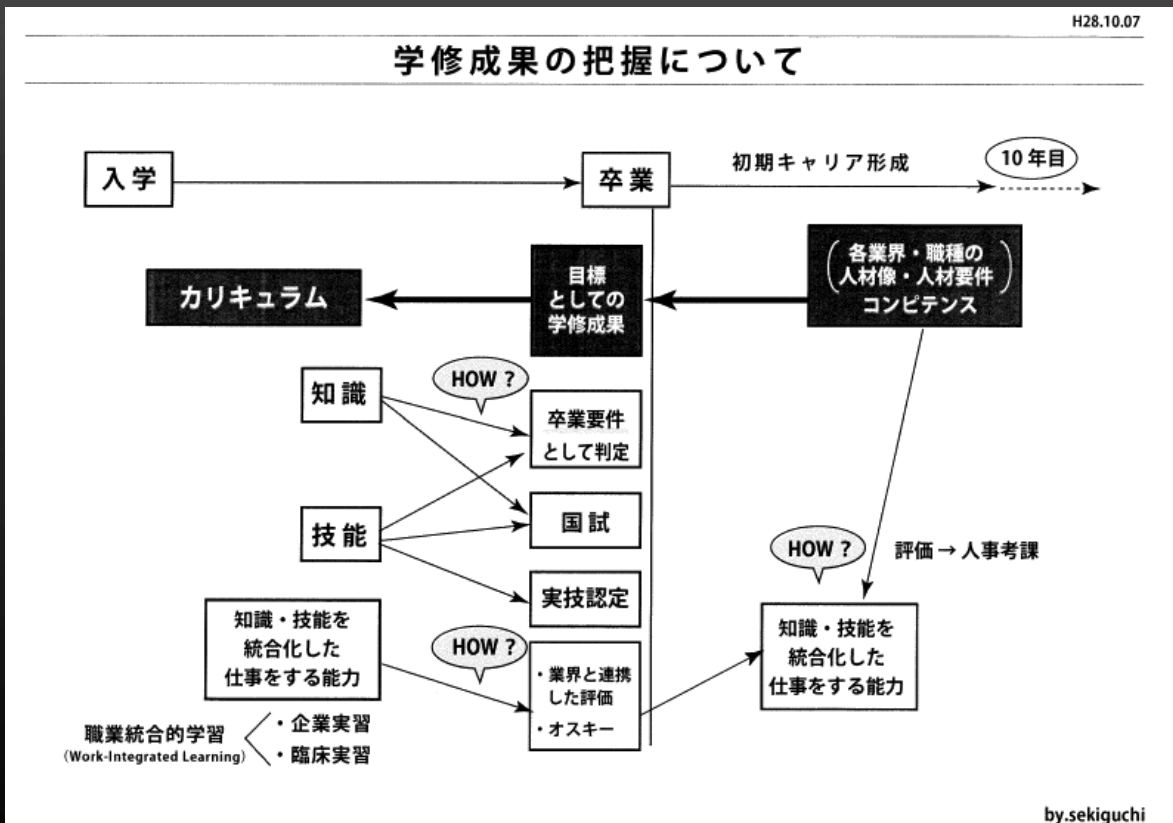 H28.10.07
学修成果の把握について
入学
卒業
初期キャリア形成
10年目
カリキュラム
目標
としての
学修成果
(各業界・職種の
人材像・人材要件)
コンピテンス
知識
HOW ?
卒業要件
として判定
技能
国試
実技認定
HOW ?
評価→人事考課
知識・技能を
統合化した
仕事をする能力
HOW ?
・業界と連携
した評価
・オスキー
知識・技能を
統合化した
仕事をする能力
職業統合的学習
(Work-Integrated Learning)
・企業実習
・臨床実習
by.sekiguchi